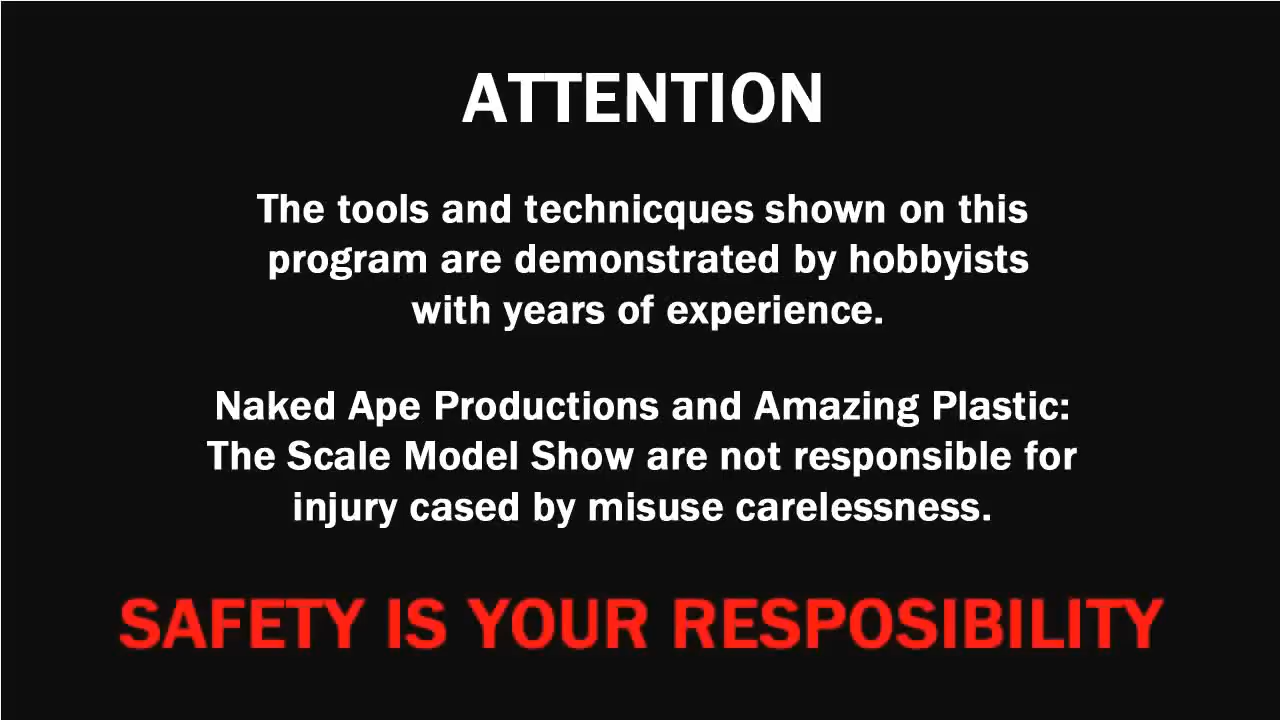 ATTENTION
The tools and technicques shown on this
program are demonstrated by hobbyists
with years of experience.
Naked Ape Productions and Amazing Plastic:
The Scale Model Show are not responsible for
injury cased by misuse carelessness.
SAFETY IS YOUR RESPOSIBILITY